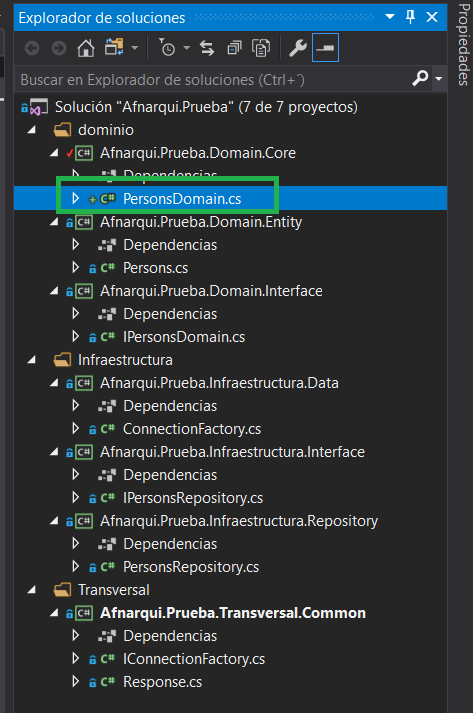 Explorador de soluciones
Buscar en Explorador de soluciones (Ctrl+´)
Solución "Afnarqui.Prueba" (7 de 7 proyectos)
dominio
C# Afnarqui.Prueba.Domain.Core
Dependencias
C# PersonsDomain.cs
C# Afnarqui.Prueba.Domain.Entity
Dependencias
C# Persons.cs
C# Afnarqui.Prueba.Domain.Interface
Dependencias
C# IPersonsDomain.cs
Infraestructura
C# Afnarqui.Prueba.Infraestructura.Data
Dependencias
C# ConnectionFactory.cs
C# Afnarqui.Prueba.Infraestructura.Interface
Dependencias
C# IPersonsRepository.cs
C# Afnarqui.Prueba.Infraestructura.Repository
Dependencias
C# PersonsRepository.cs
Transversal
C# Afnarqui.Prueba.Transversal.Common
Dependencias
C# IConnectionFactory.cs
C# Response.cs
Propiedades